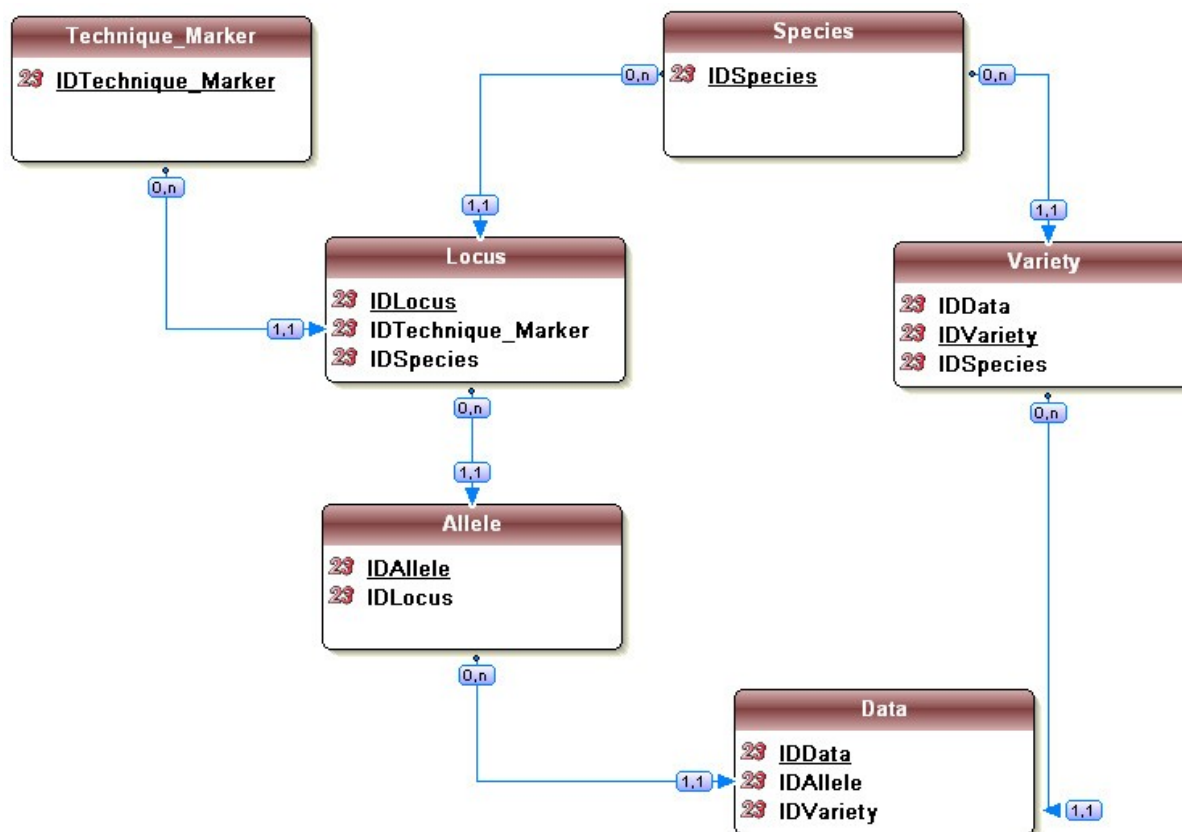 Technique_Marker
23 IDTechnique_Marker
0,n
Species
23 IDSpecies
0,n
0,n
1,1
1,1
1,1
Locus
23 IDLocus
23 IDTechnique_Marker
23 IDSpecies
0,n
Variety
23 IDData
23 IDVariety
23 IDSpecies
0,n
1,1
Allele
23 IDAllele
23 IDLocus
0,n
1,1
Data
23 IDData
23 IDAllele
23 IDVariety
1,1